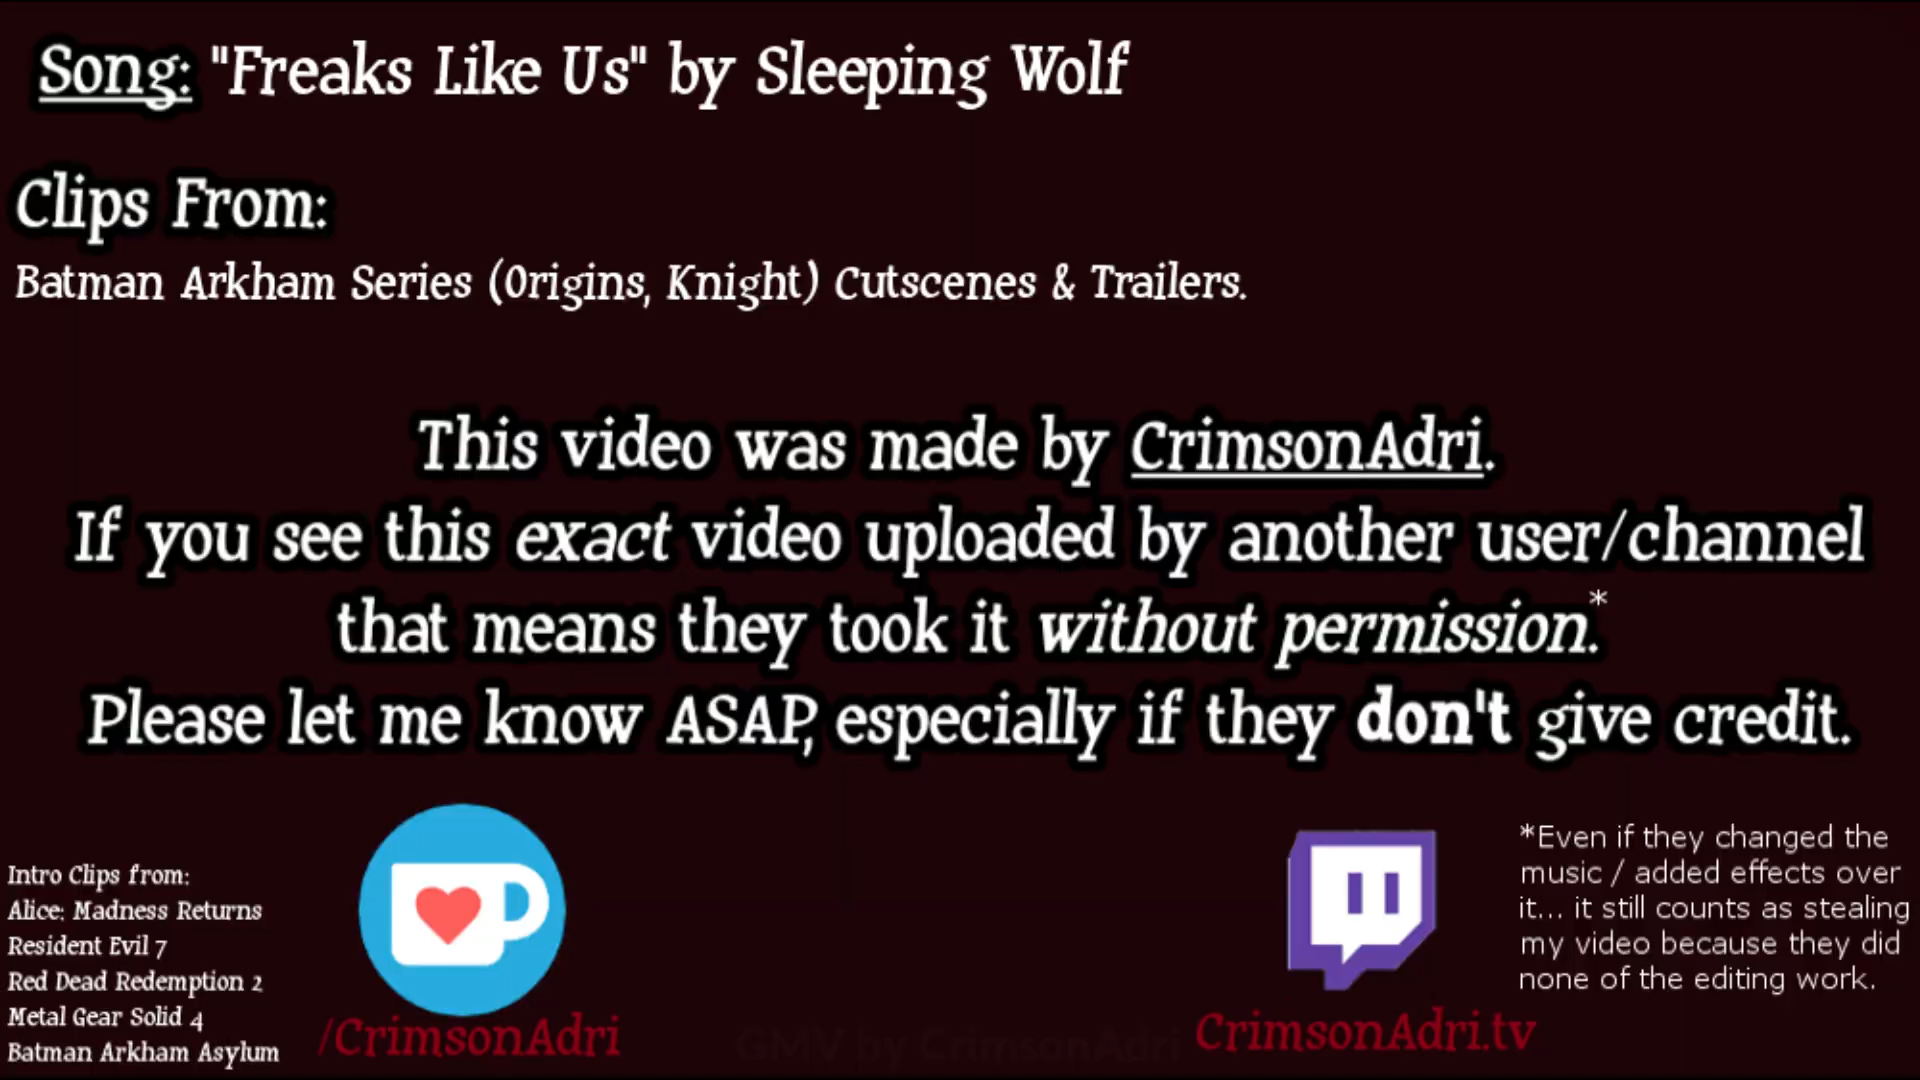 Song: "Freaks Like Us" by Sleeping Wolf
Clips From:
Batman Arkham Series (Origins, Knight) Cutscenes & Trailers.
This video was made by CrimsonAdri.
If you see this exact video uploaded by another user/channel
that means they took it without permission.*
Please let me know ASAP, especially if they don't give credit.
Intro Clips from:
Alice: Madness Returns
Resident Evil 7
Red Dead Redemption 2
Metal Gear Solid 4
Batman Arkham Asylum
/CrimsonAdri
GMV by CrimsonAdri
CrimsonAdri.tv
*Even if they changed the
music / added effects over
it... it still counts as stealing
my video because they did
none of the editing work.